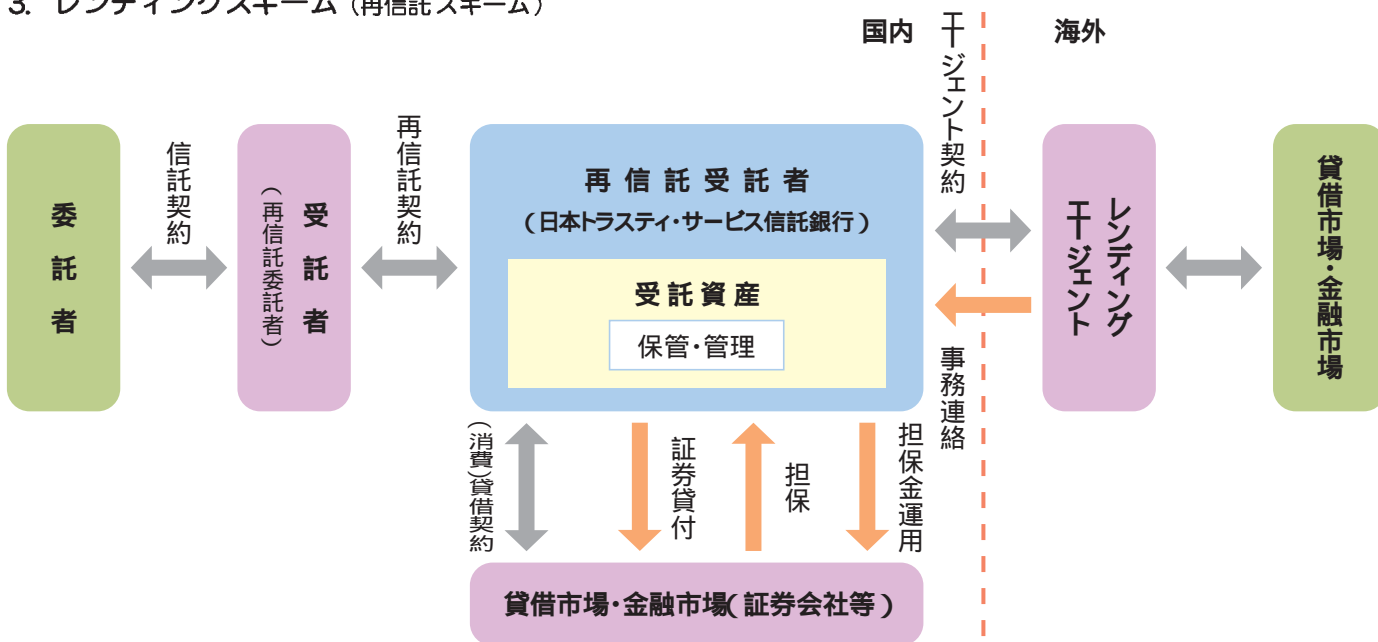 3. レンディングスキーム（再信託スキーム）
国内
海外
エージェント契約
委託者
信託契約
受託者
（再信託委託者）
再信託契約
再信託受託者
（日本トラスティ・サービス信託銀行）
受託資産
保管・管理
レンディング
エージェント
貸借市場・金融市場
事務連絡
（消費）貸借契約
証券貸付
担保
担保金運用
貸借市場・金融市場（証券会社等）